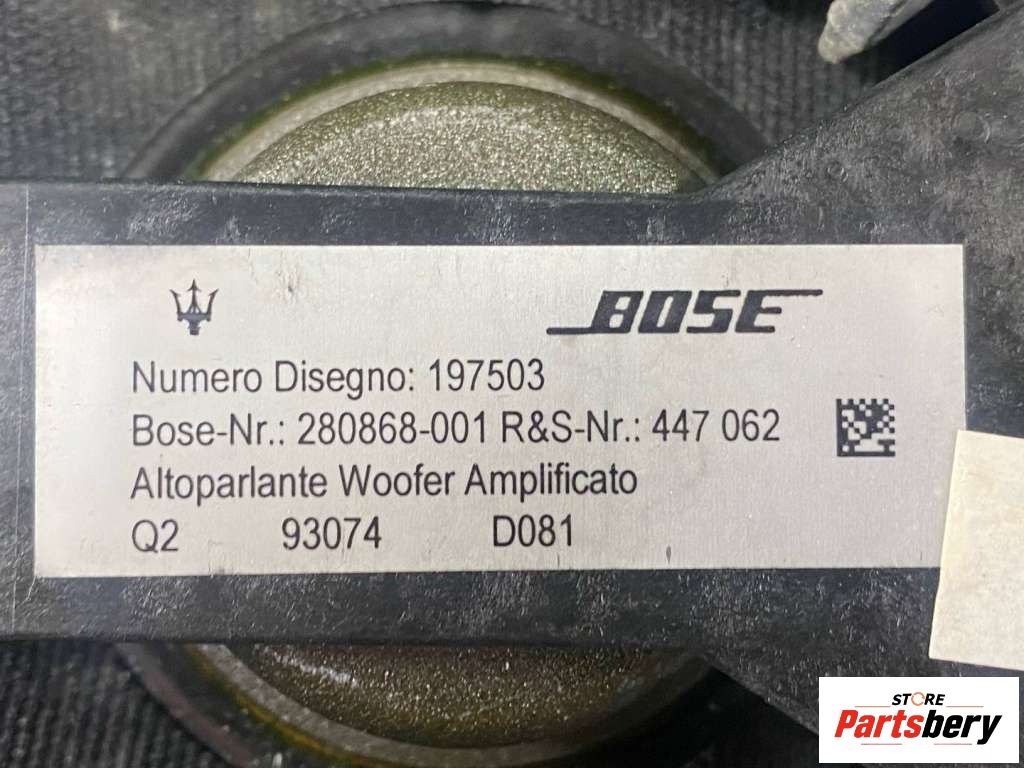 BOSE
Numero Disegno: 197503
Bose-Nr.: 280868-001 R&S-Nr.: 447 062
Altoparlante Woofer Amplificato
Q2 93074 D081
STORE
Partsbery